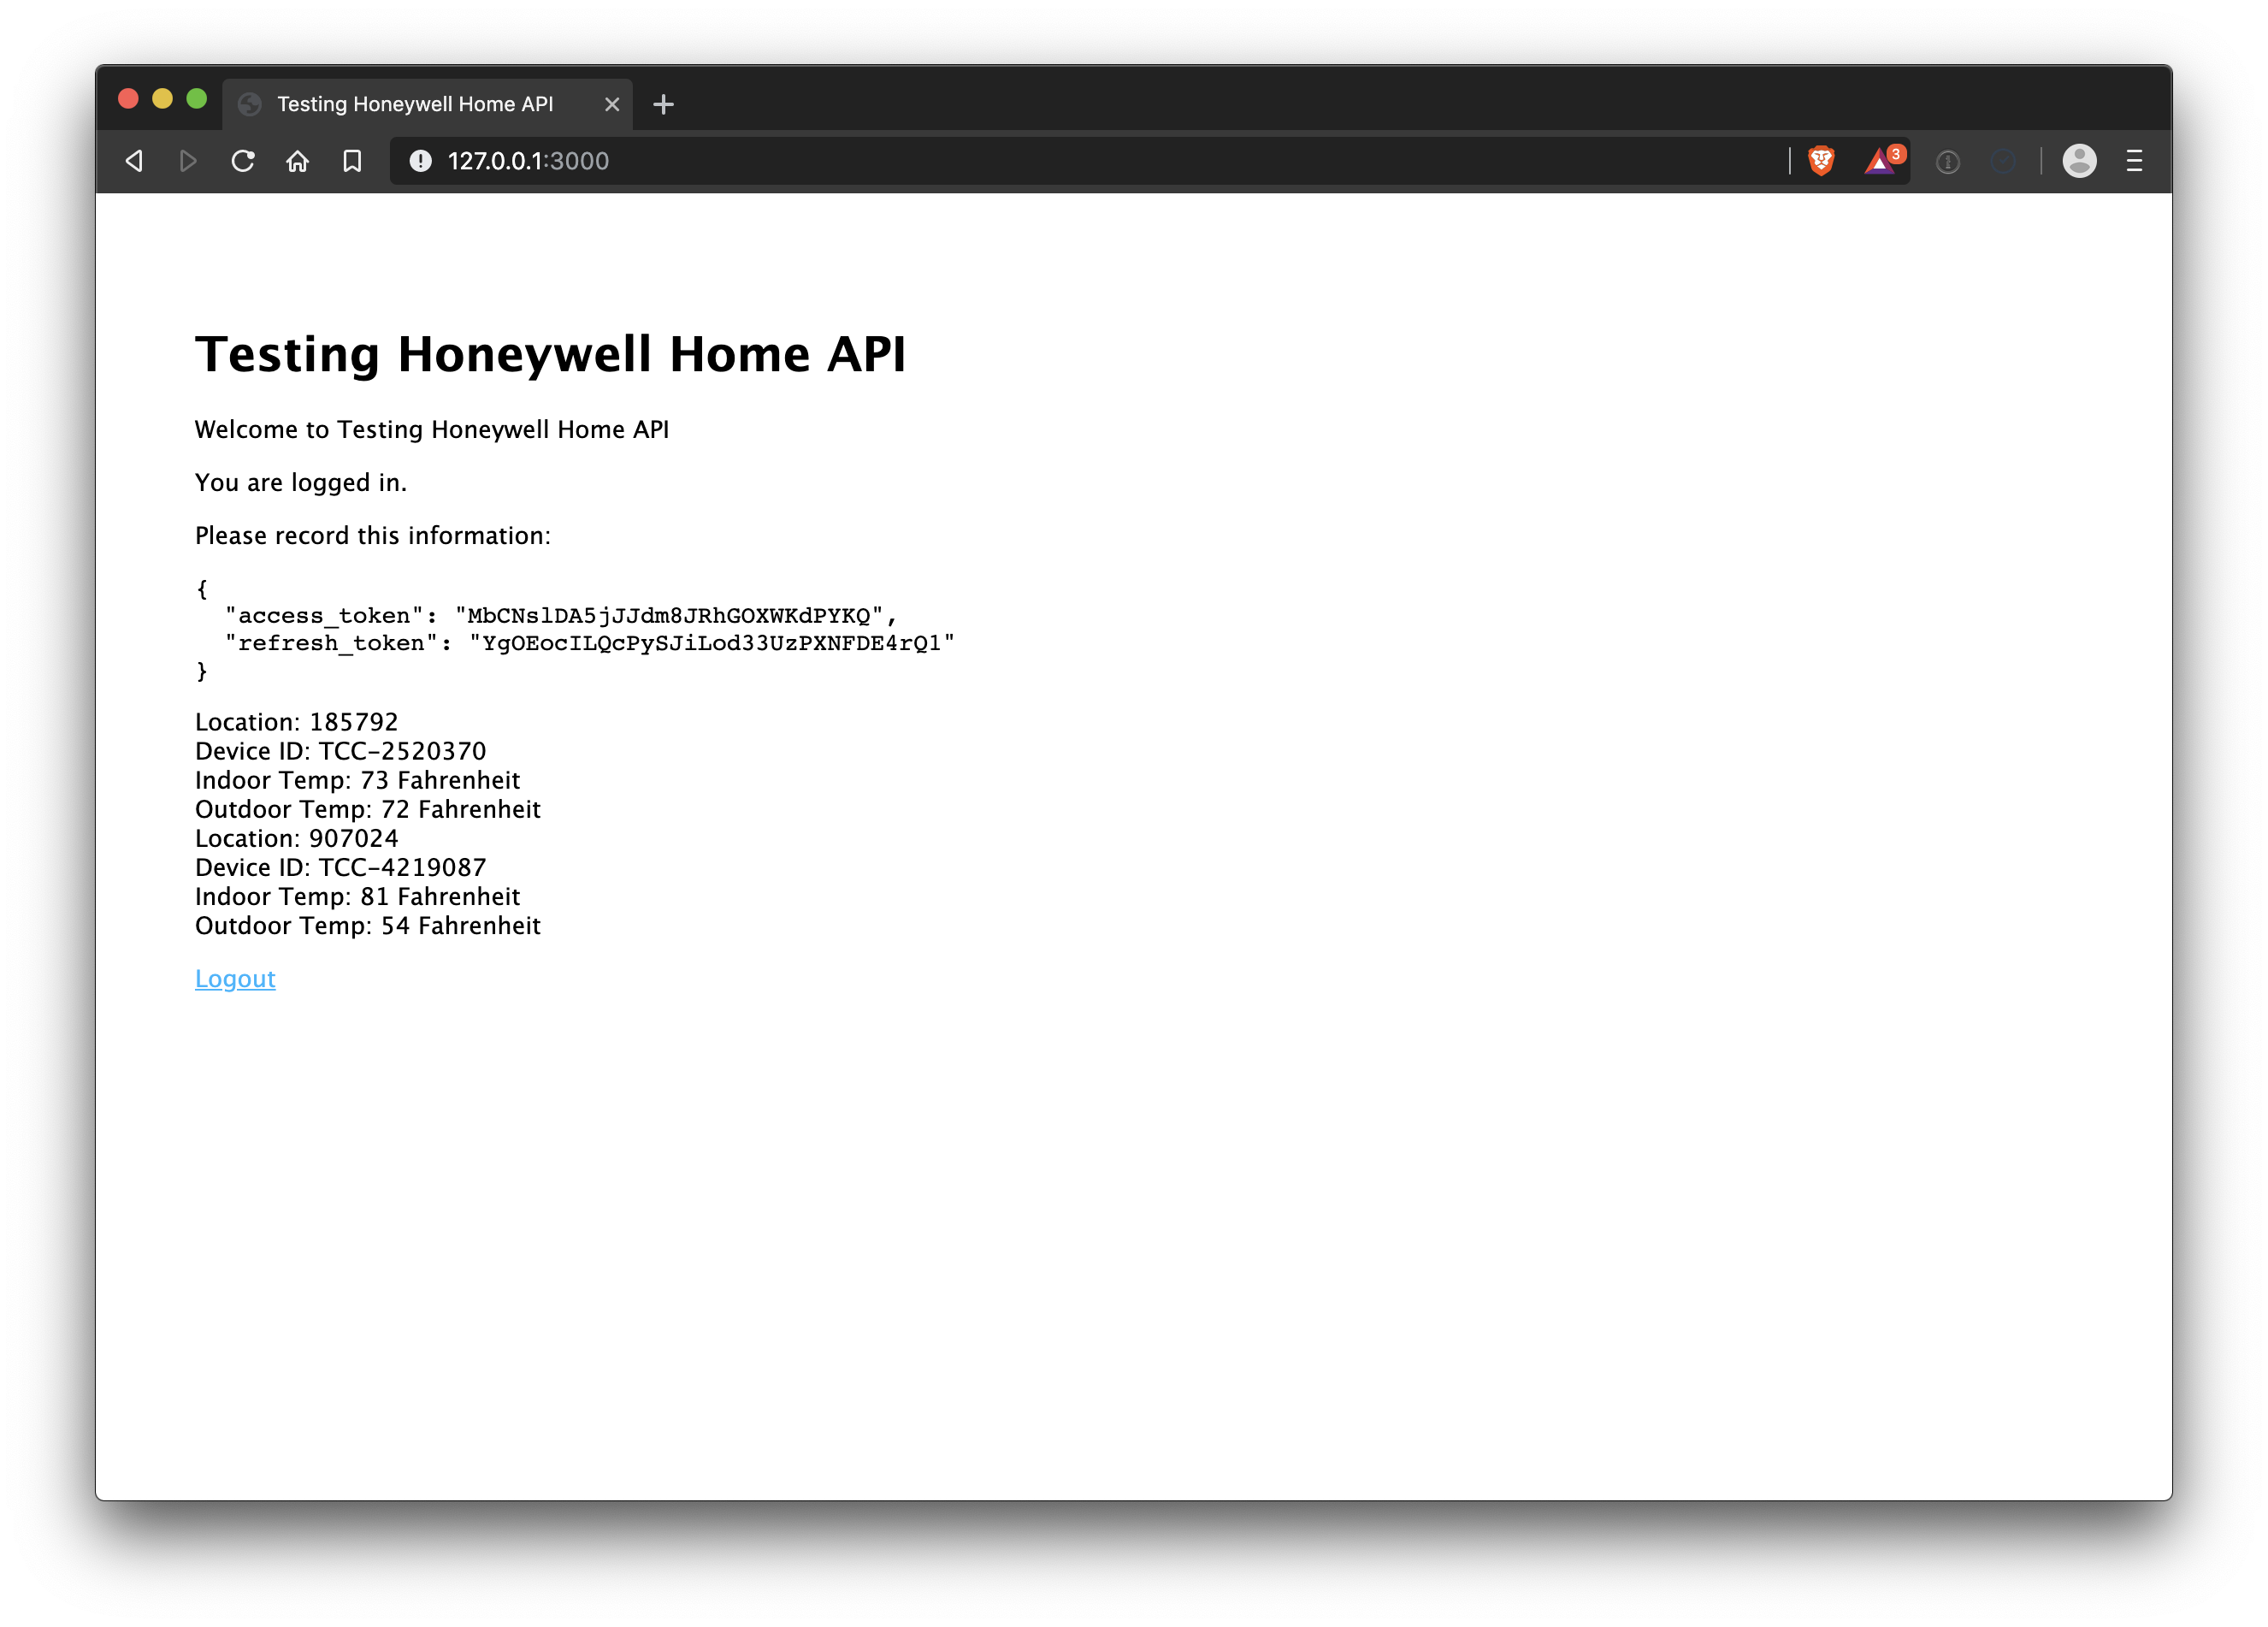 Testing Honeywell Home API
127.0.0.1:3000
3
Testing Honeywell Home API
Welcome to Testing Honeywell Home API
You are logged in.
Please record this information:
{
"access_token": "MbCNslDA5jJJdm8JRhGOXWKdPYKQ",
"refresh_token": "YgOEocILQcPySJiLod33UzPXNFDE4rQ1"
}
Location: 185792
Device ID: TCC-2520370
Indoor Temp: 73 Fahrenheit
Outdoor Temp: 72 Fahrenheit
Location: 907024
Device ID: TCC-4219087
Indoor Temp: 81 Fahrenheit
Outdoor Temp: 54 Fahrenheit
Logout